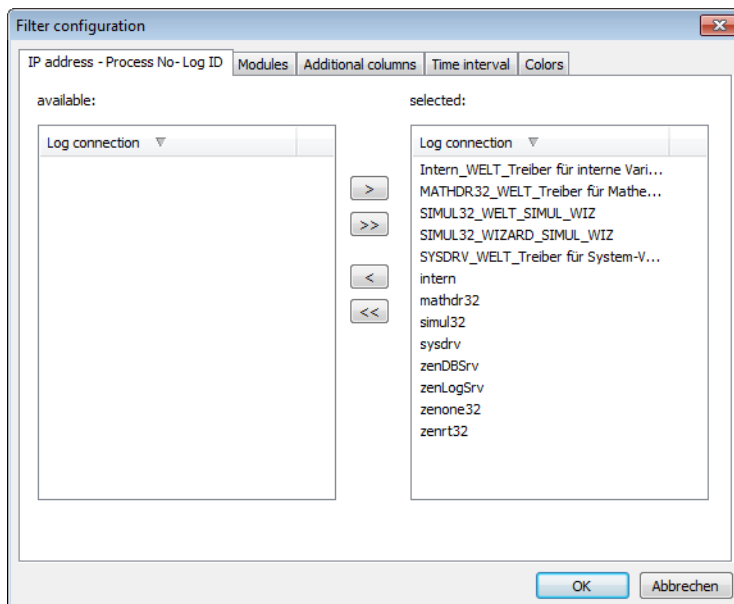 Filter configuration
IP address - Process No- Log ID Modules Additional columns Time interval Colors
available: selected:
Log connection Log connection
Intern_WELT_Treiber für interne Vari...
> MATHDR32_WELT_Treiber für Mathe...
SIMUL32_WELT_SIMUL_WIZ
>> SIMUL32_WIZARD_SIMUL_WIZ
SYSDRV_WELT_Treiber für System-V...
< intern
mathdr32
<< simul32
sysdrv
zenDBSrv
zenLogSrv
zenone32
zenrt32
OK Abbrechen